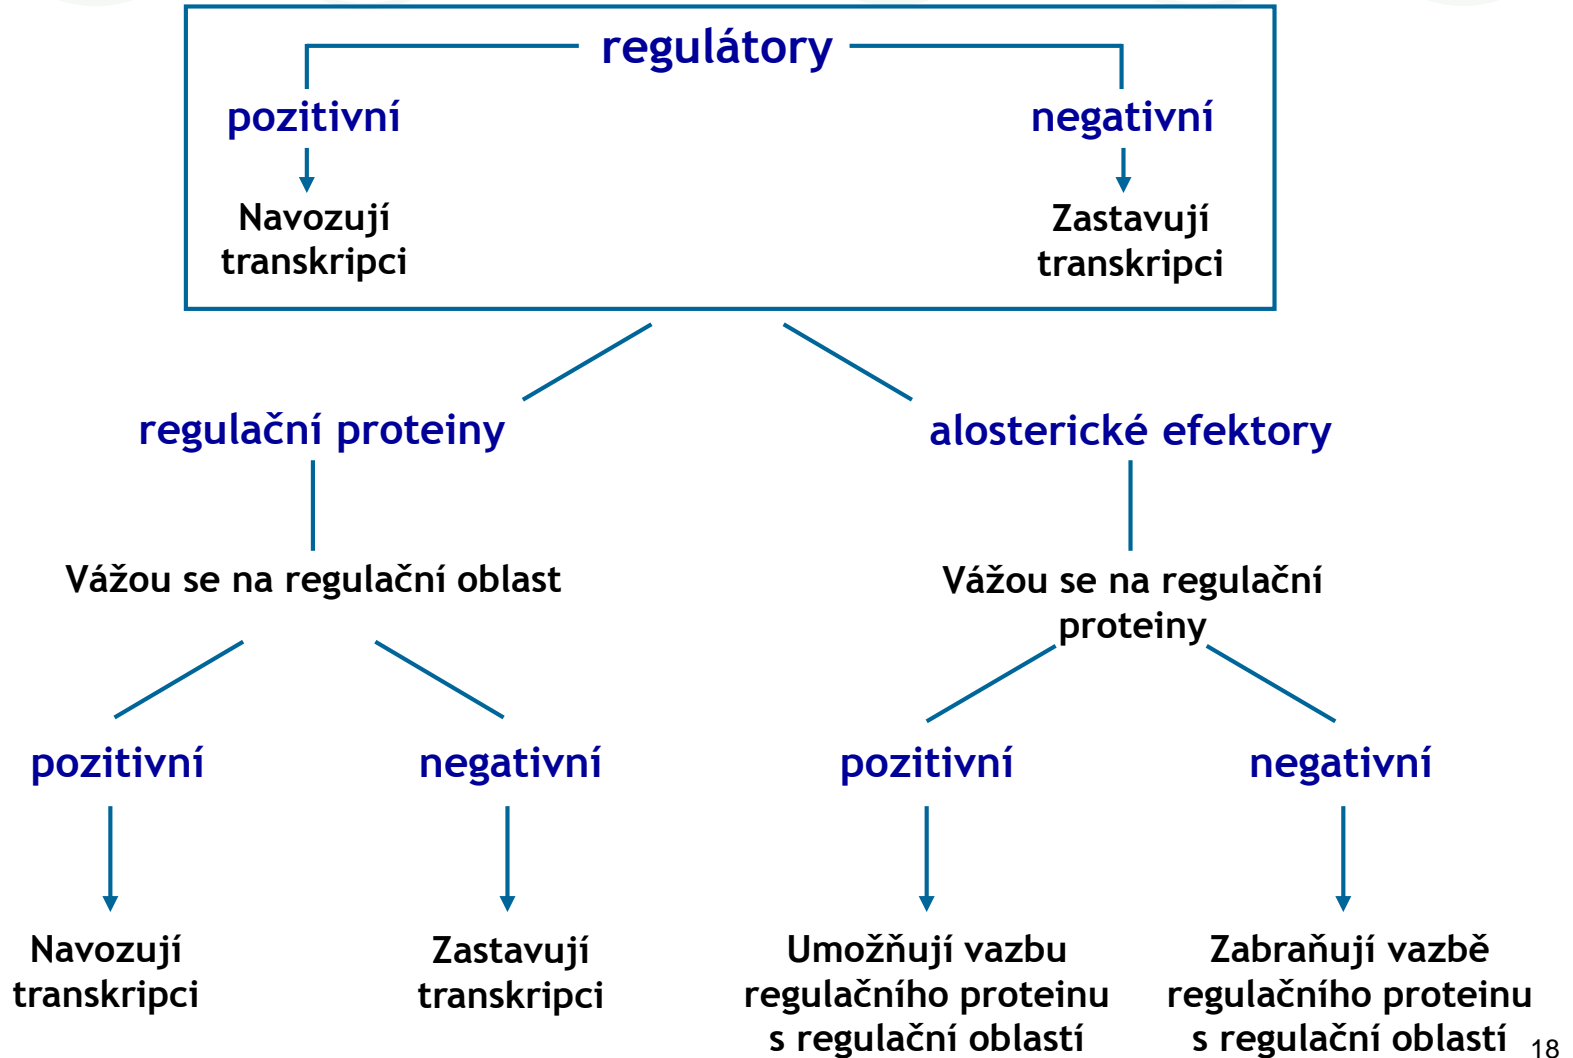 regulátory
pozitivní
negativní
Navozují
transkripci
Zastavují
transkripci
regulační proteiny
alosterické efektory
Vážou se na regulační oblast
Vážou se na regulační
proteiny
pozitivní
negativní
pozitivní
negativní
Navozují
transkripci
Zastavují
transkripci
Umožňují vazbu
regulačního proteinu
s regulační oblastí
Zabraňují vazbě
regulačního proteinu
s regulační oblastí
18